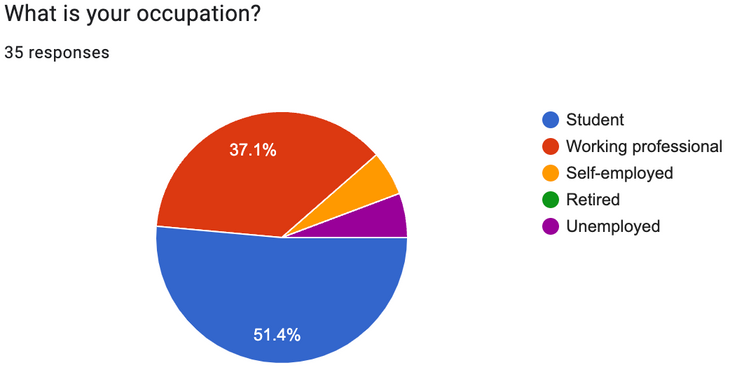 What is your occupation?
35 responses
37.1%
51.4%
Student
Working professional
Self-employed
Retired
Unemployed